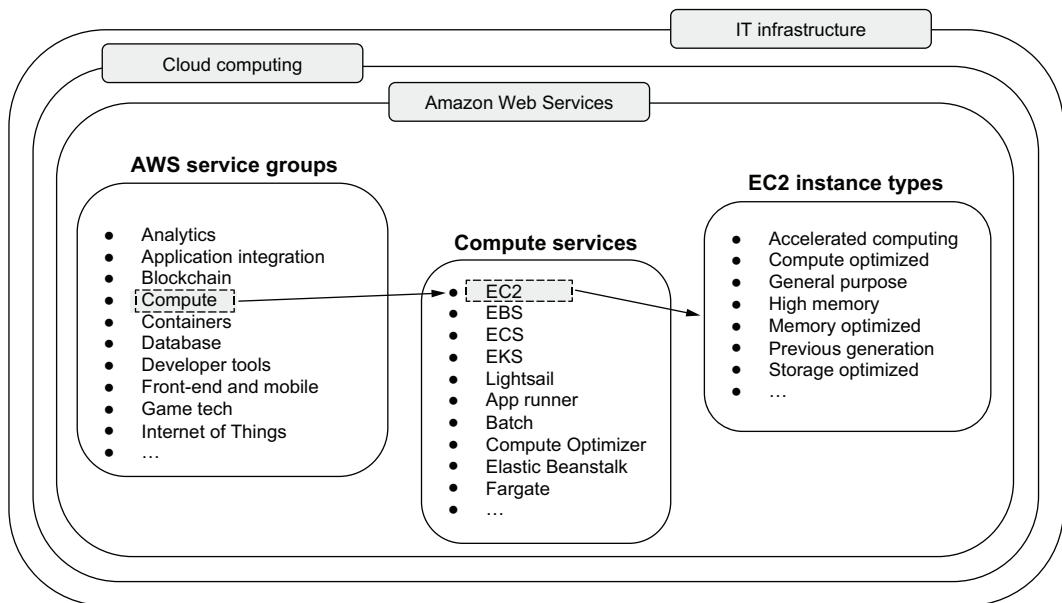 IT infrastructure
Cloud computing
Amazon Web Services
AWS service groups
● Analytics
● Application integration
● Blockchain
● Compute
● Containers
● Database
● Developer tools
● Front-end and mobile
● Game tech
● Internet of Things
● …
Compute services
● EC2
● EBS
● ECS
● EKS
● Lightsail
● App runner
● Batch
● Compute Optimizer
● Elastic Beanstalk
● Fargate
● …
EC2 instance types
● Accelerated computing
● Compute optimized
● General purpose
● High memory
● Memory optimized
● Previous generation
● Storage optimized
● …